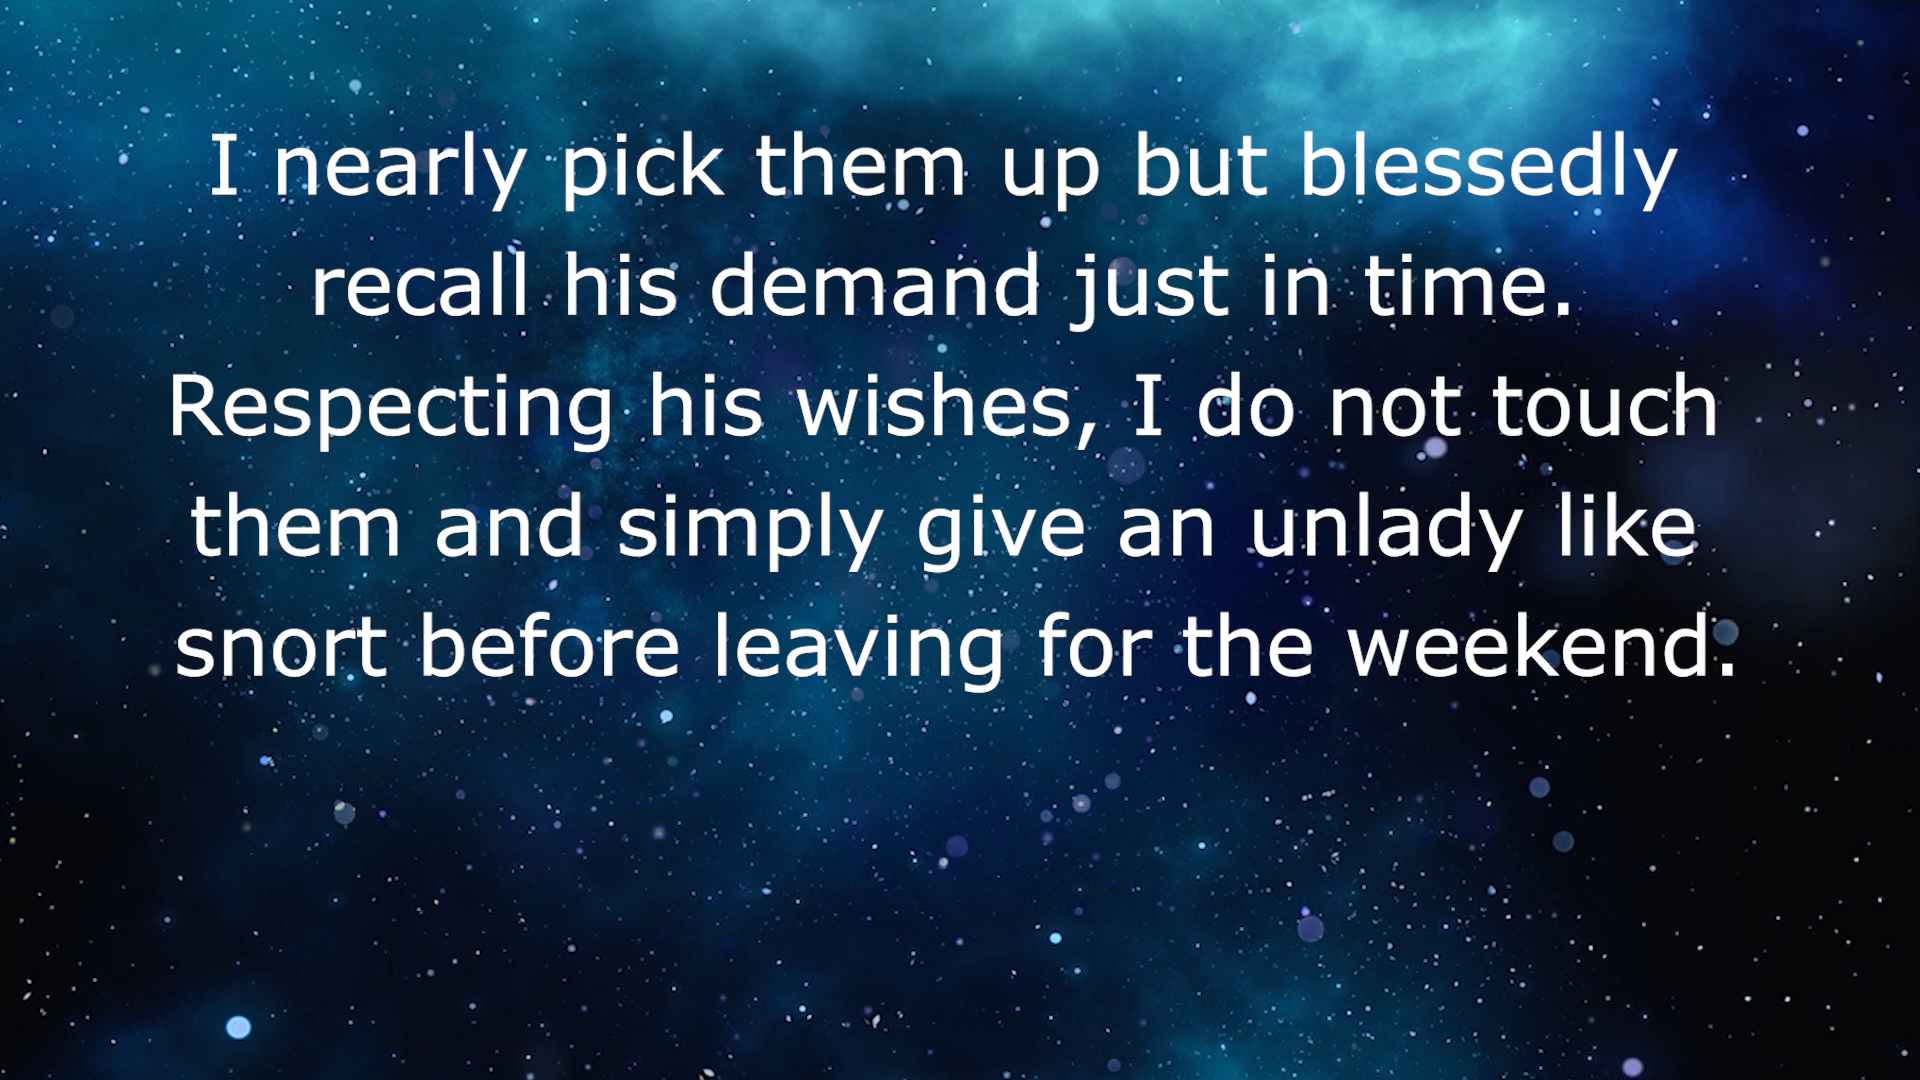 I nearly pick them up but blessedly
recall his demand just in time.
Respecting his wishes, I do not touch
them and simply give an unlady like
snort before leaving for the weekend.